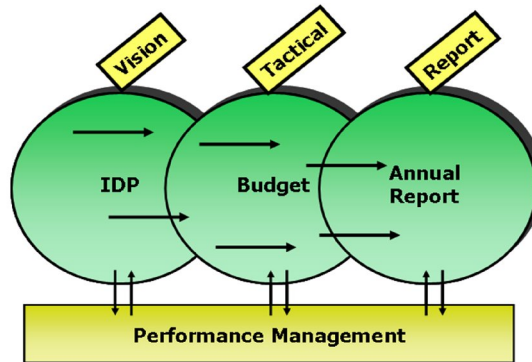 Vision
Tactical
Report
IDP
Budget
Annual
Report
Performance Management